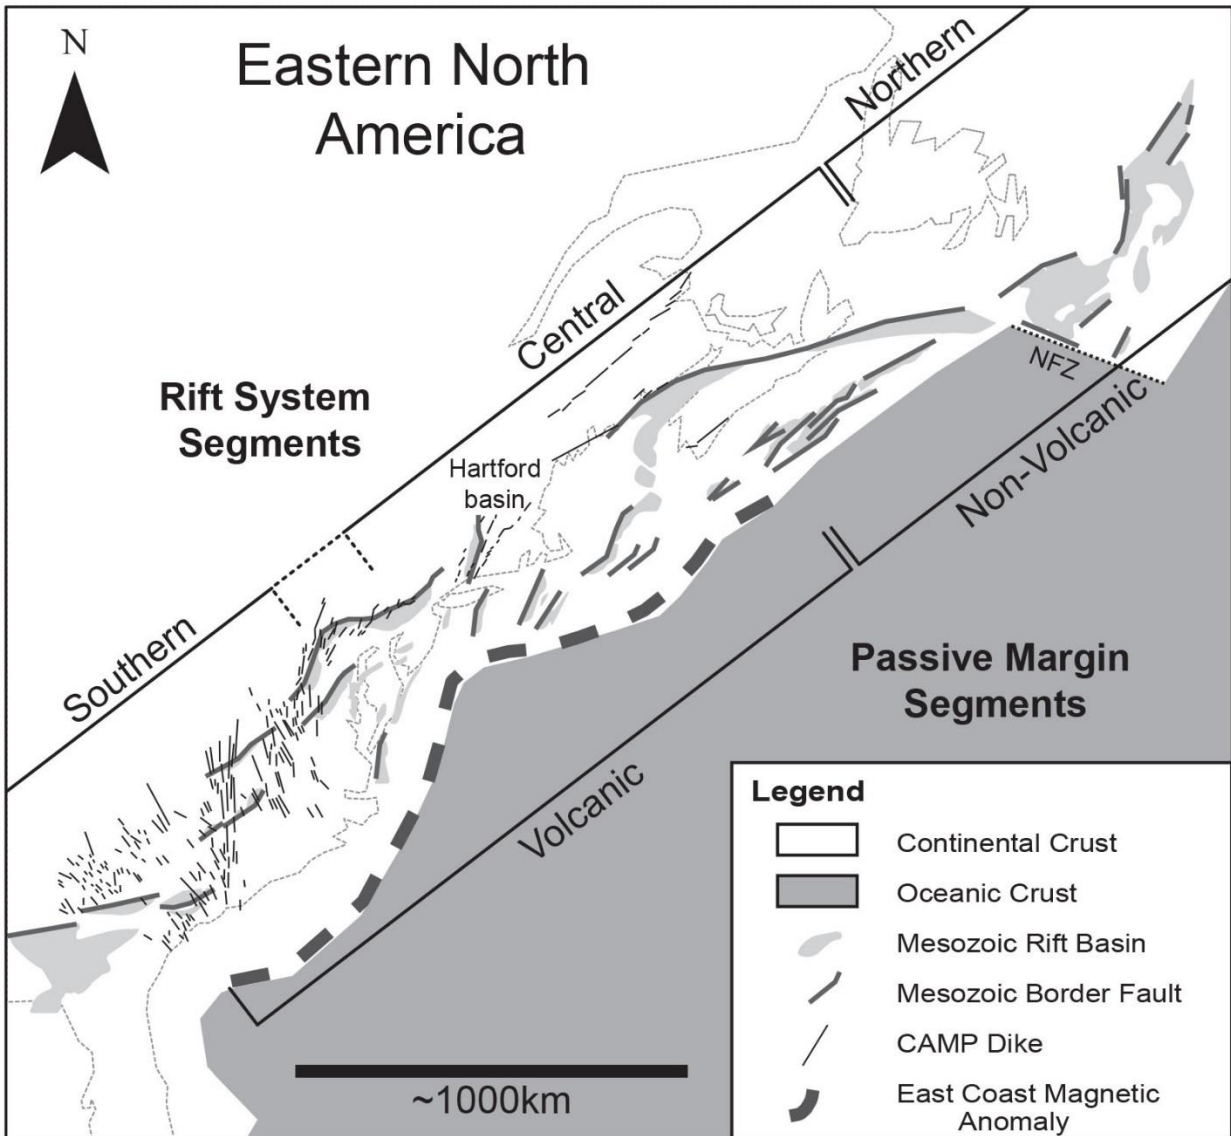 N
Eastern North
America
Northern
Central
Rift System
Segments
Hartford
basin
NFZ
Non-Volcanic
Southern
Passive Margin
Segments
Volcanic
Legend
Continental Crust
Oceanic Crust
Mesozoic Rift Basin
Mesozoic Border Fault
CAMP Dike
East Coast Magnetic
Anomaly
~1000km